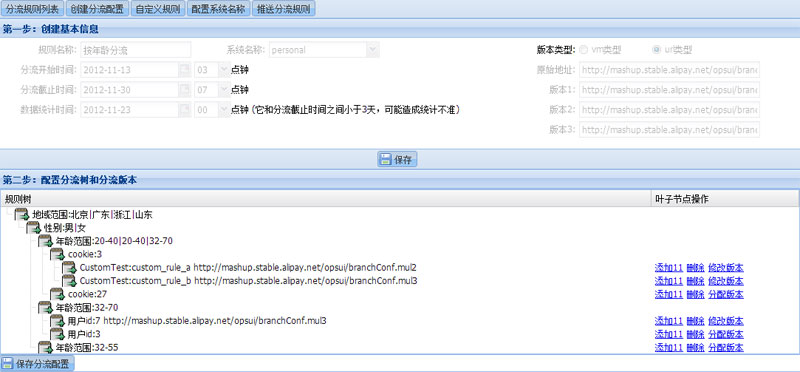 分流规则列表 创建分流配置 自定义规则 配置系统名称 推送分流规则
第一步：创建基本信息
规则名称: 按年龄分流 系统名称: personal 版本类型: vm类型 url类型
分流开始时间: 2012-11-13 03 点钟 原始地址: http://mashup.stable.alipay.net/opsui/branc
分流截止时间: 2012-11-30 07 点钟 版本1: http://mashup.stable.alipay.net/opsui/branc
数据统计时间: 2012-11-23 00 点钟 (它和分流截止时间之间小于3天，可能造成统计不准) 版本2: http://mashup.stable.alipay.net/opsui/branc
版本3: http://mashup.stable.alipay.net/opsui/branc
保存
第二步：配置分流树和分流版本
规则树 叶子节点操作
地域范围:北京|广东|浙江|山东
性别:男|女
年龄范围:20-40|20-40|32-70
cookie:3
CustomTest:custom_rule_a http://mashup.stable.alipay.net/opsui/branchConf.mul2 添加11 删除 修改版本
CustomTest:custom_rule_b http://mashup.stable.alipay.net/opsui/branchConf.mul3 添加11 删除 修改版本
cookie:27 添加11 删除 分配版本
年龄范围:32-70
用户id:7 http://mashup.stable.alipay.net/opsui/branchConf.mul3 添加11 删除 修改版本
用户id:3 添加11 删除 分配版本
年龄范围:32-55 添加11 删除 分配版本
保存分流配置